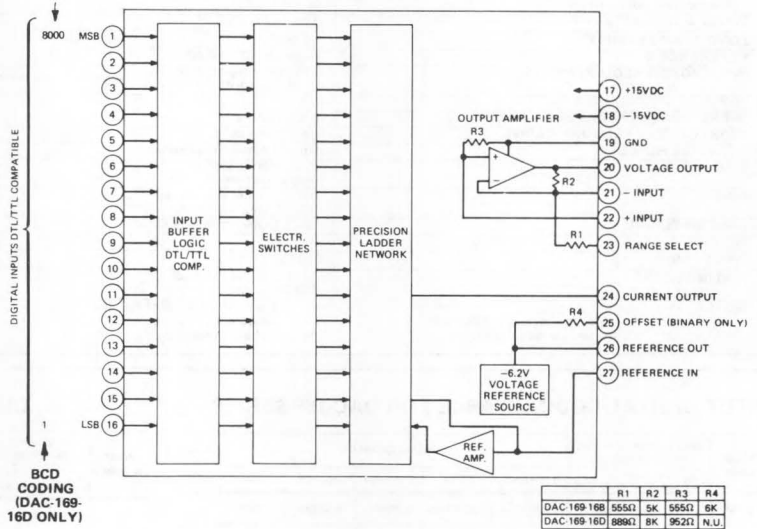 8000 MSB 1
2
3
4
5
6
7
8
9
10
11
12
13
14
15
1 LSB 16
DIGITAL INPUTS DTL/TTL COMPATIBLE
BCD
CODING
(DAC-169-
16D ONLY)
INPUT
BUFFER
LOGIC
DTL/TTL
COMP.
ELECTR.
SWITCHES
PRECISION
LADDER
NETWORK
OUTPUT AMPLIFIER
R3
+
−
R2
R1
17 +15VDC
18 −15VDC
19 GND
20 VOLTAGE OUTPUT
21 − INPUT
22 + INPUT
23 RANGE SELECT
24 CURRENT OUTPUT
R4
25 OFFSET (BINARY ONLY)
26 REFERENCE OUT
27 REFERENCE IN
−6.2V
VOLTAGE
REFERENCE
SOURCE
REF.
AMP.
R1 R2 R3 R4
DAC-169-16B 555Ω 5K 555Ω 6K
DAC-169-16D 889Ω 8K 952Ω N.U.